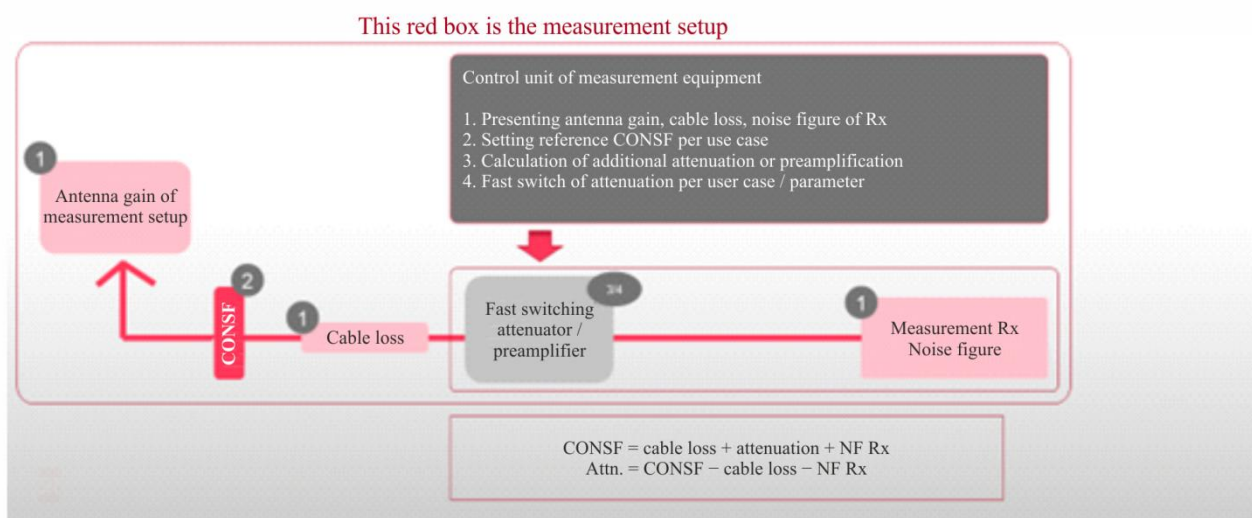 This red box is the measurement setup
Control unit of measurement equipment
1. Presenting antenna gain, cable loss, noise figure of Rx
2. Setting reference CONSF per use case
3. Calculation of additional attenuation or preamplification
4. Fast switch of attenuation per user case / parameter
1
Antenna gain of
measurement setup
2
CONSF
1
Cable loss
3/4
Fast switching
attenuator /
preamplifier
1
Measurement Rx
Noise figure
CONSF = cable loss + attenuation + NF Rx
Attn. = CONSF − cable loss − NF Rx